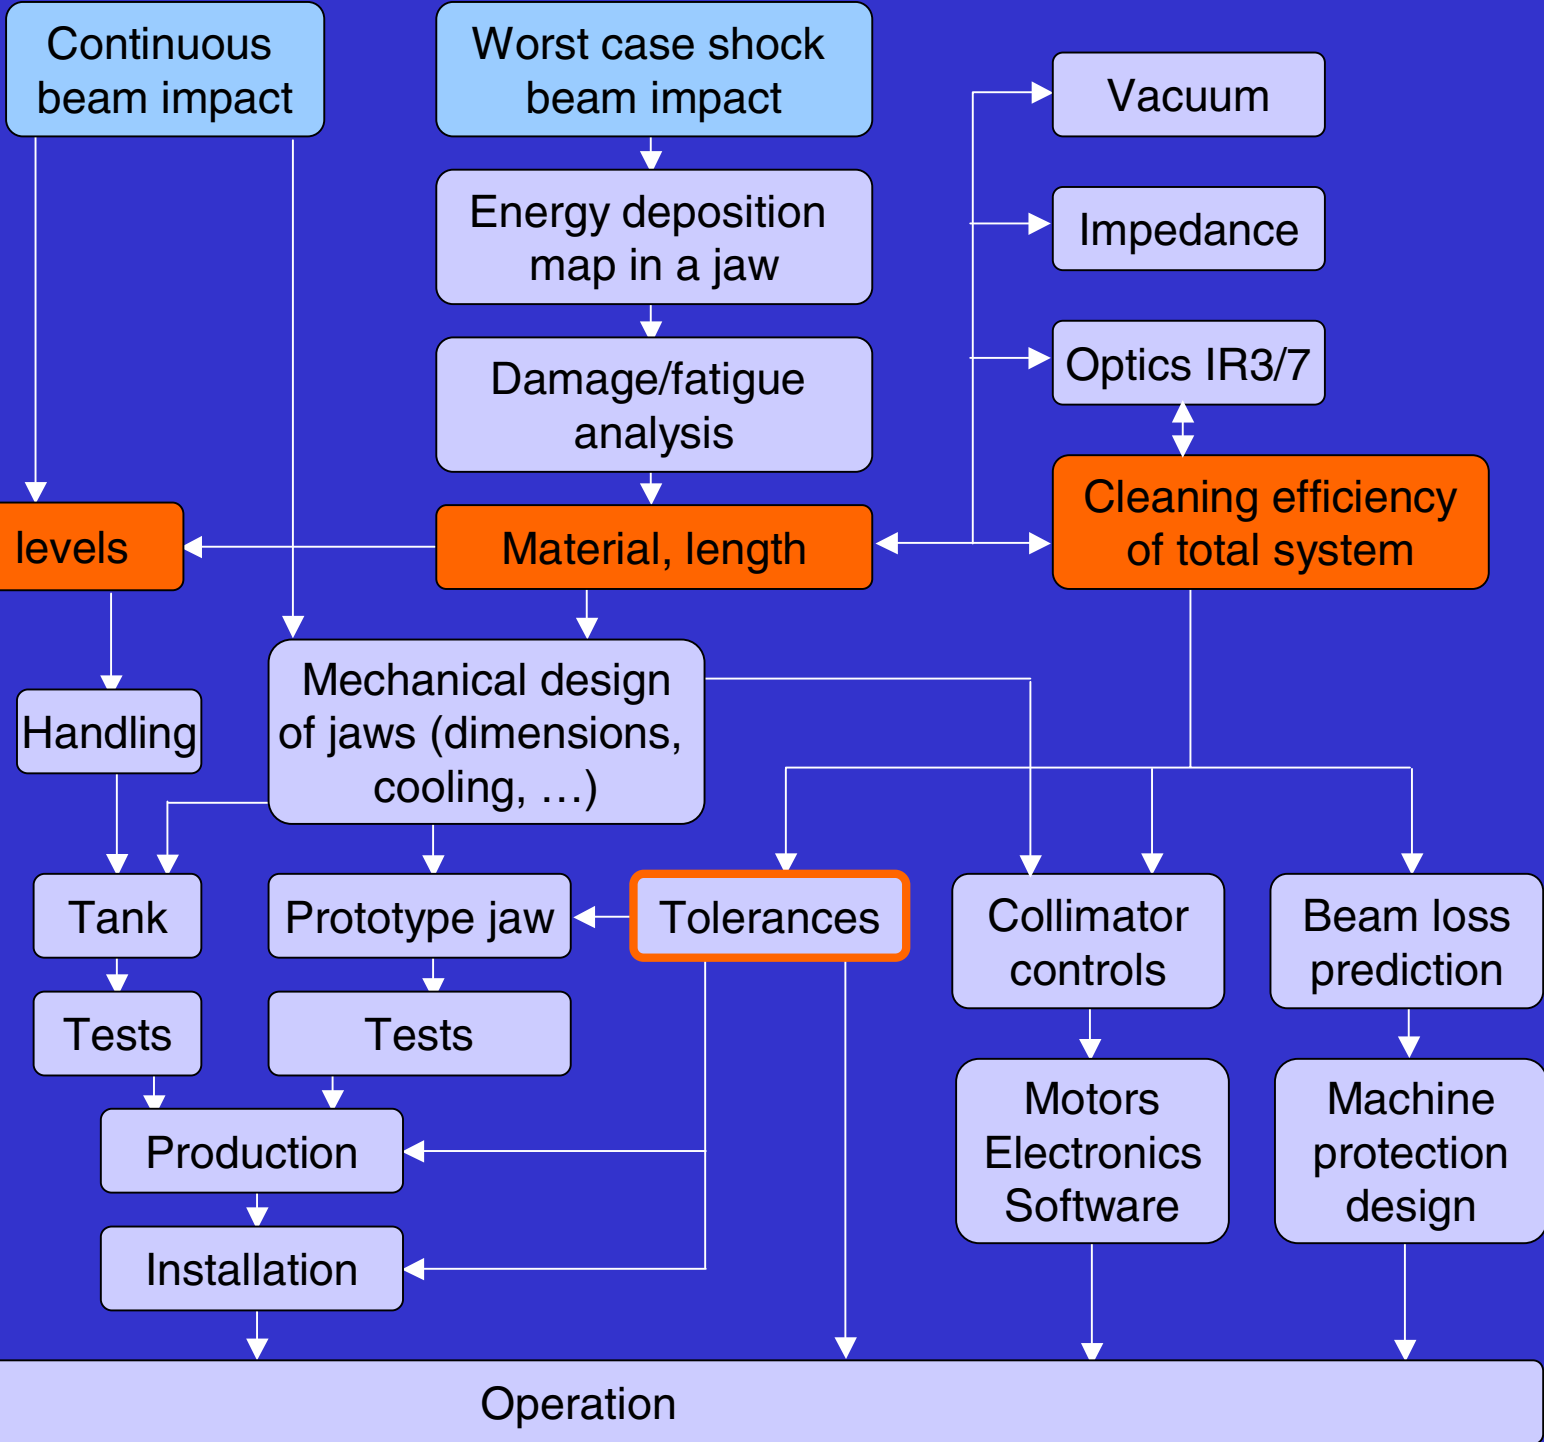 Continuous
beam impact
Worst case shock
beam impact
Vacuum
Energy deposition
map in a jaw
Impedance
Damage/fatigue
analysis
Optics IR3/7
levels
Material, length
Cleaning efficiency
of total system
Handling
Mechanical design
of jaws (dimensions,
cooling, …)
Tank
Prototype jaw
Tolerances
Collimator
controls
Beam loss
prediction
Tests
Tests
Motors
Electronics
Software
Machine
protection
design
Production
Installation
Operation